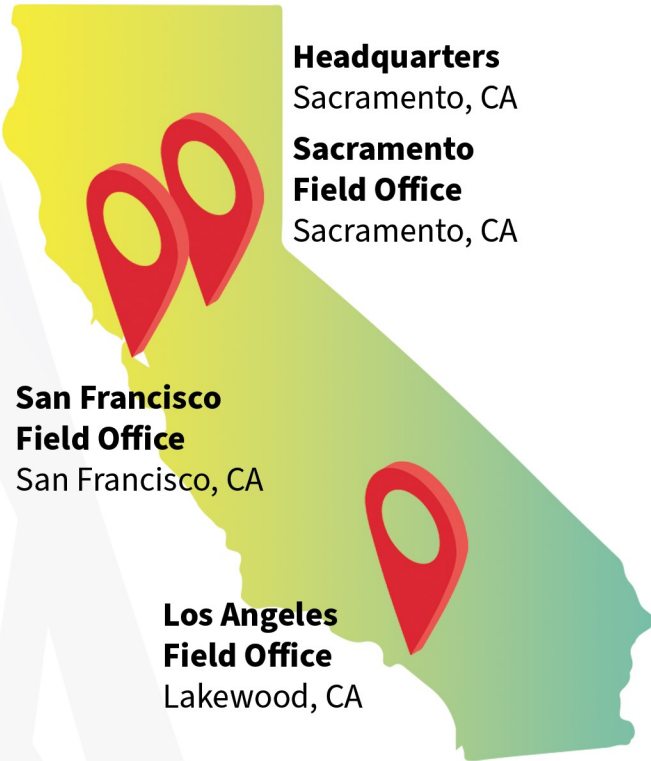 Headquarters
Sacramento, CA
Sacramento
Field Office
Sacramento, CA
San Francisco
Field Office
San Francisco, CA
Los Angeles
Field Office
Lakewood, CA